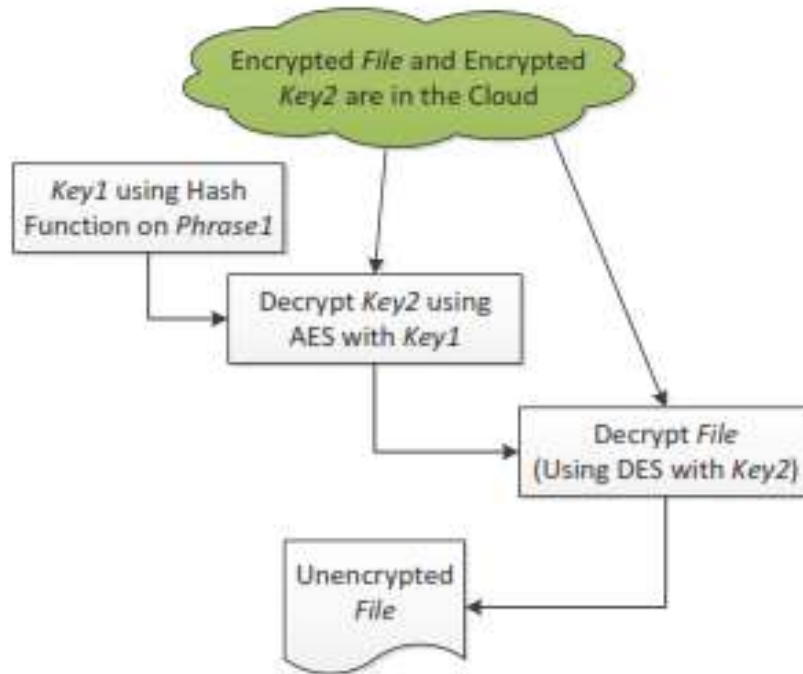 Encrypted File and Encrypted
Key2 are in the Cloud
Key1 using Hash
Function on Phrase1
Decrypt Key2 using
AES with Key1
Decrypt File
(Using DES with Key2)
Unencrypted
File